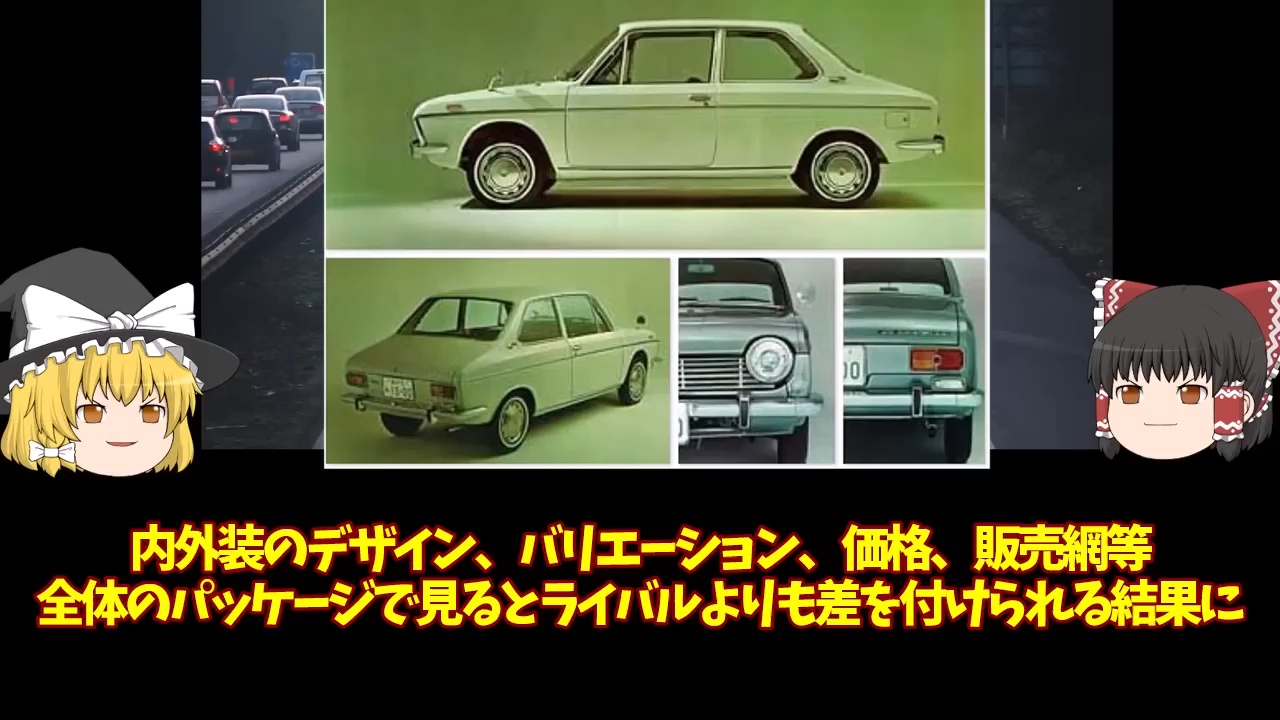 内外装のデザイン、バリエーション、価格、販売網等
全体のパッケージで見るとライバルよりも差を付けられる結果に